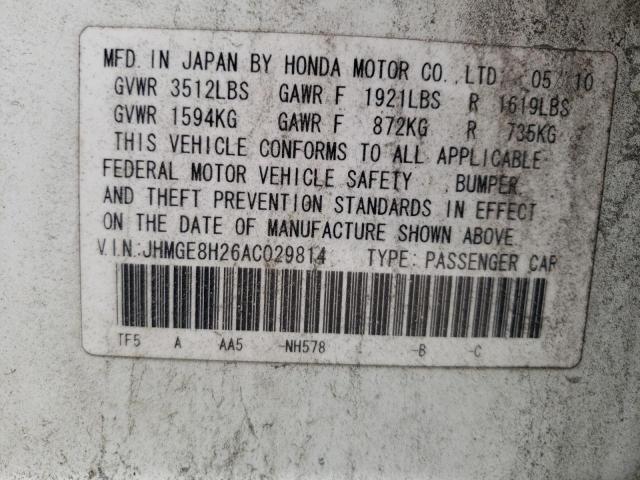 MFD. IN JAPAN BY HONDA MOTOR CO., LTD 05 10
GVWR 3512LBS GAWR F 1921LBS R 1619LBS
GVWR 1594KG GAWR F 872KG R 735KG
THIS VEHICLE CONFORMS TO ALL APPLICABLE
FEDERAL MOTOR VEHICLE SAFETY , BUMPER
AND THEFT PREVENTION STANDARDS IN EFFECT
ON THE DATE OF MANUFACTURE SHOWN ABOVE
V.I.N.:JHMGE8H26AC029814 TYPE:PASSENGER CAR
TF5 A AA5 -NH578 - -B -C